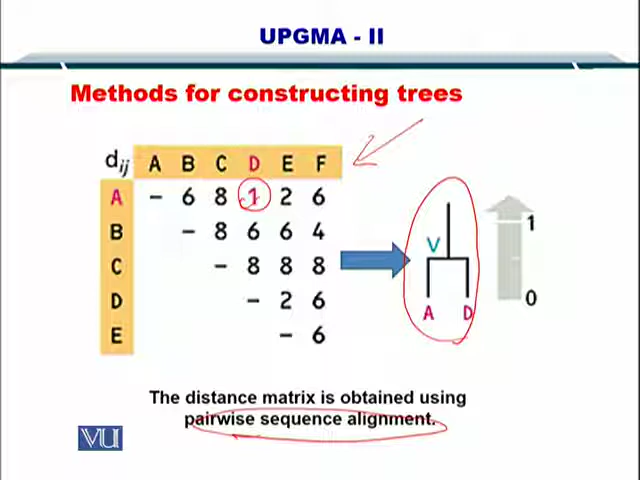 UPGMA - II
Methods for constructing trees
dij A B C D E F
A - 6 8 1 2 6
B - 8 6 6 4
C - 8 8 8
D - 2 6
E - 6
V
A D
1
0
The distance matrix is obtained using
pairwise sequence alignment.
VU